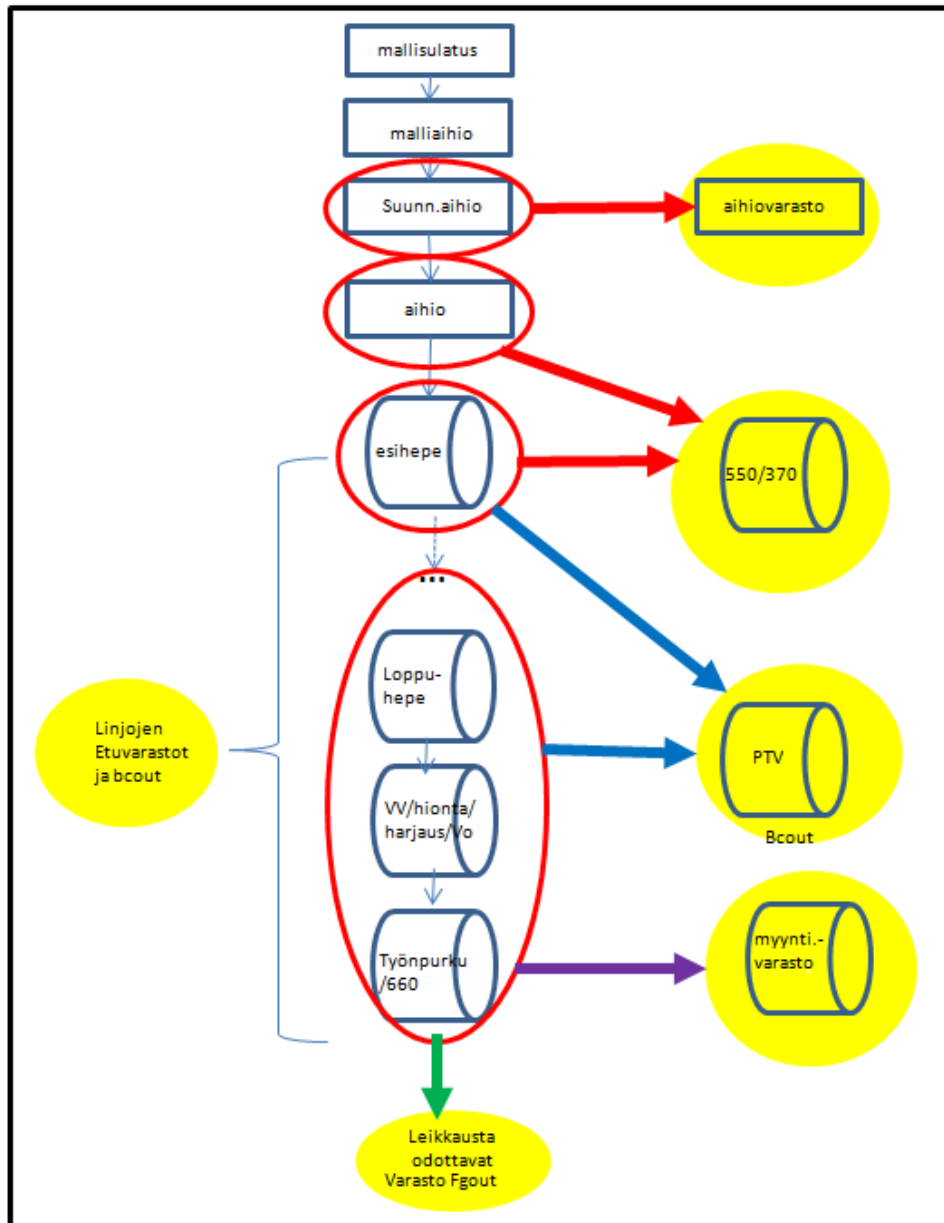 mallisulatus
malliaihio
Suunn.aihio
aihiovarasto
aihio
esihepe
550/370
...
Loppu-
hepe
Linjojen
Etuvarastot
ja bcout
PTV
Bcout
VV/hionta/
harjaus/Vo
myynti.-
varasto
Työnpurku
/660
Leikkausta
odottavat
Varasto Fgout